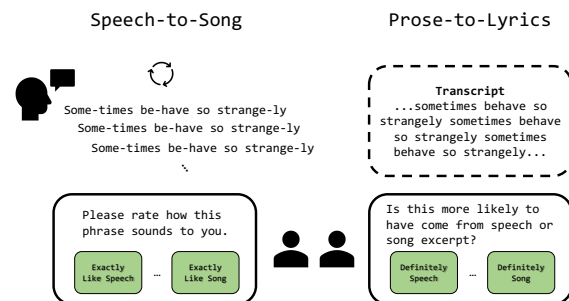 Speech-to-Song
Some-times be-have so strange-ly
Some-times be-have so strange-ly
Some-times be-have so strange-ly
...
Please rate how this
phrase sounds to you.
Exactly
Like Speech
...
Exactly
Like Song
Prose-to-Lyrics
Transcript
...sometimes behave so
strangely sometimes behave
so strangely sometimes
behave so strangely...
Is this more likely to
have come from speech or
song excerpt?
Definitely
Speech
...
Definitely
Song